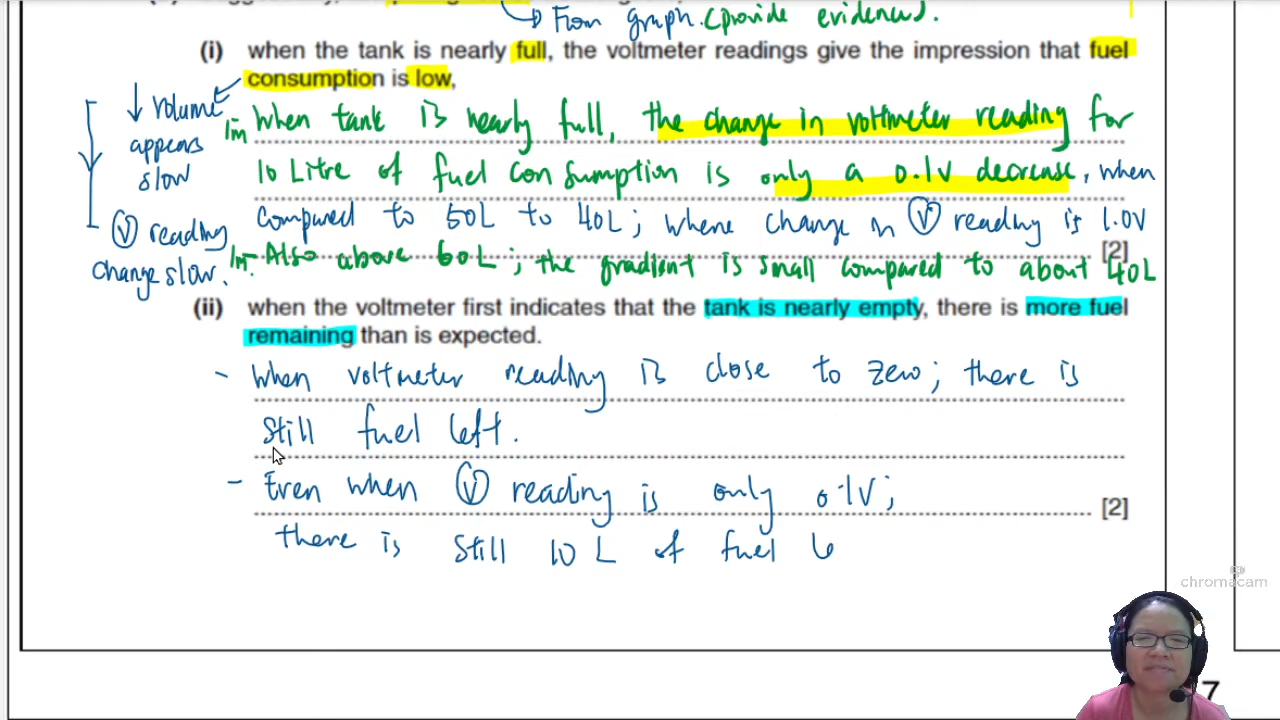 ↳ From graph. (provide evidence).
(i) when the tank is nearly full, the voltmeter readings give the impression that fuel
consumption is low,
↓ volume
appears
slow
Ⓥ reading
change slow.
1m When tank is nearly full, the change in voltmeter reading for
10 Litre of fuel consumption is only a 0.1V decrease, when
compared to 50L to 40L; where change in Ⓥ reading is 1.0V
[2]
1m. Also above 60L; the gradient is small compared to about 40L
(ii) when the voltmeter first indicates that the tank is nearly empty, there is more fuel
remaining than is expected.
- When voltmeter reading is close to zero; there is
still fuel left.
- Even when Ⓥ reading is only 0.1V;
[2]
there is still 10 L of fuel le
chromacam
7